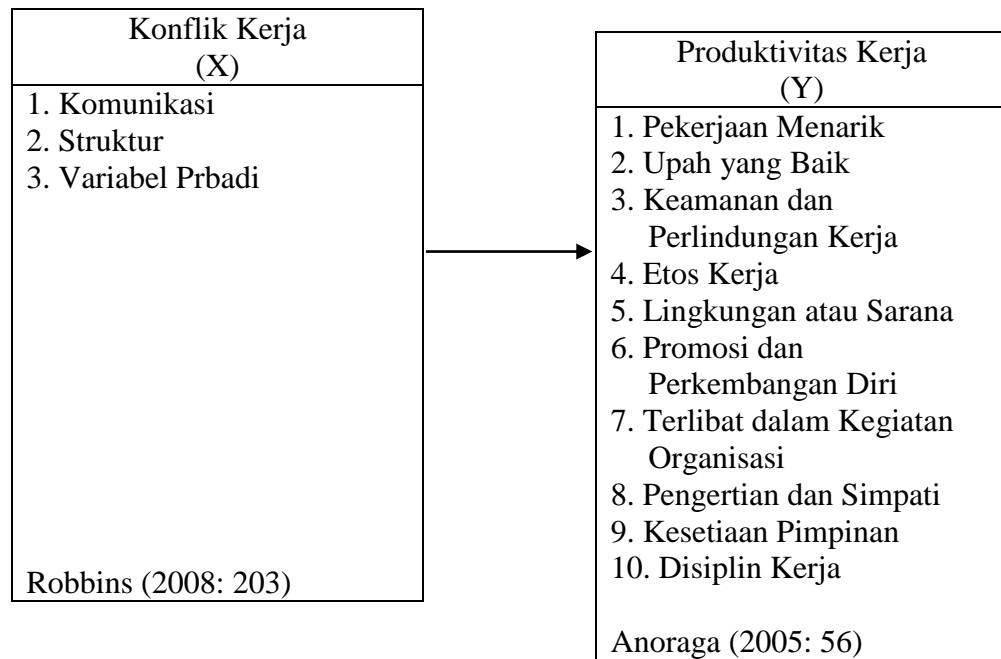 Konflik Kerja
(X)
1. Komunikasi
2. Struktur
3. Variabel Prbadi
Robbins (2008: 203)
Produktivitas Kerja
(Y)
1. Pekerjaan Menarik
2. Upah yang Baik
3. Keamanan dan
Perlindungan Kerja
4. Etos Kerja
5. Lingkungan atau Sarana
6. Promosi dan
Perkembangan Diri
7. Terlibat dalam Kegiatan
Organisasi
8. Pengertian dan Simpati
9. Kesetiaan Pimpinan
10. Disiplin Kerja
Anoraga (2005: 56)